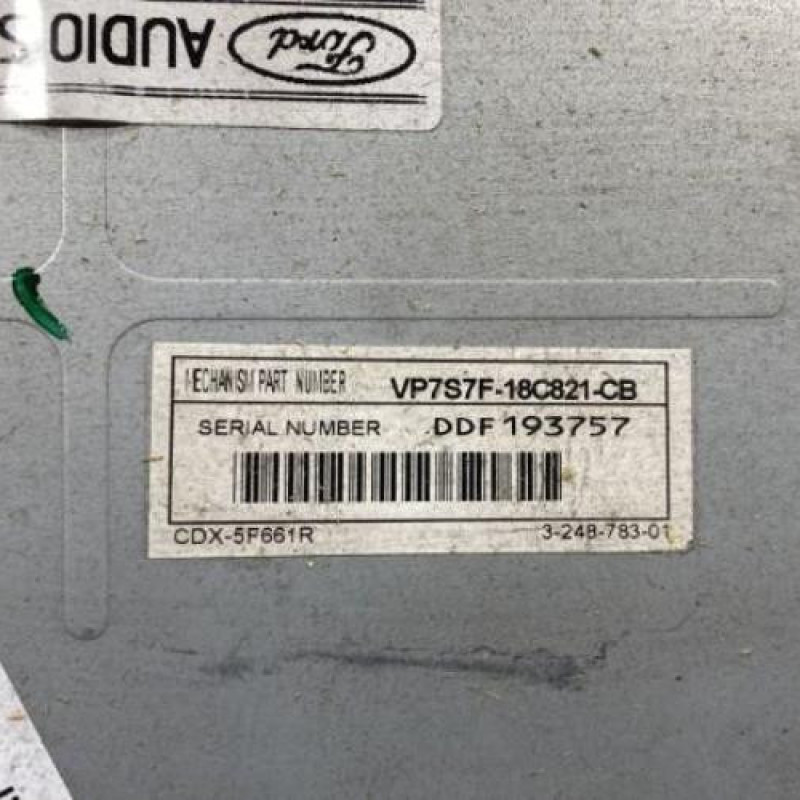 Ford AUDIO
MECHANISM PART NUMBER VP7S7F-18C821-CB
SERIAL NUMBER DDF193757
CDX-5F661R 3-248-783-01